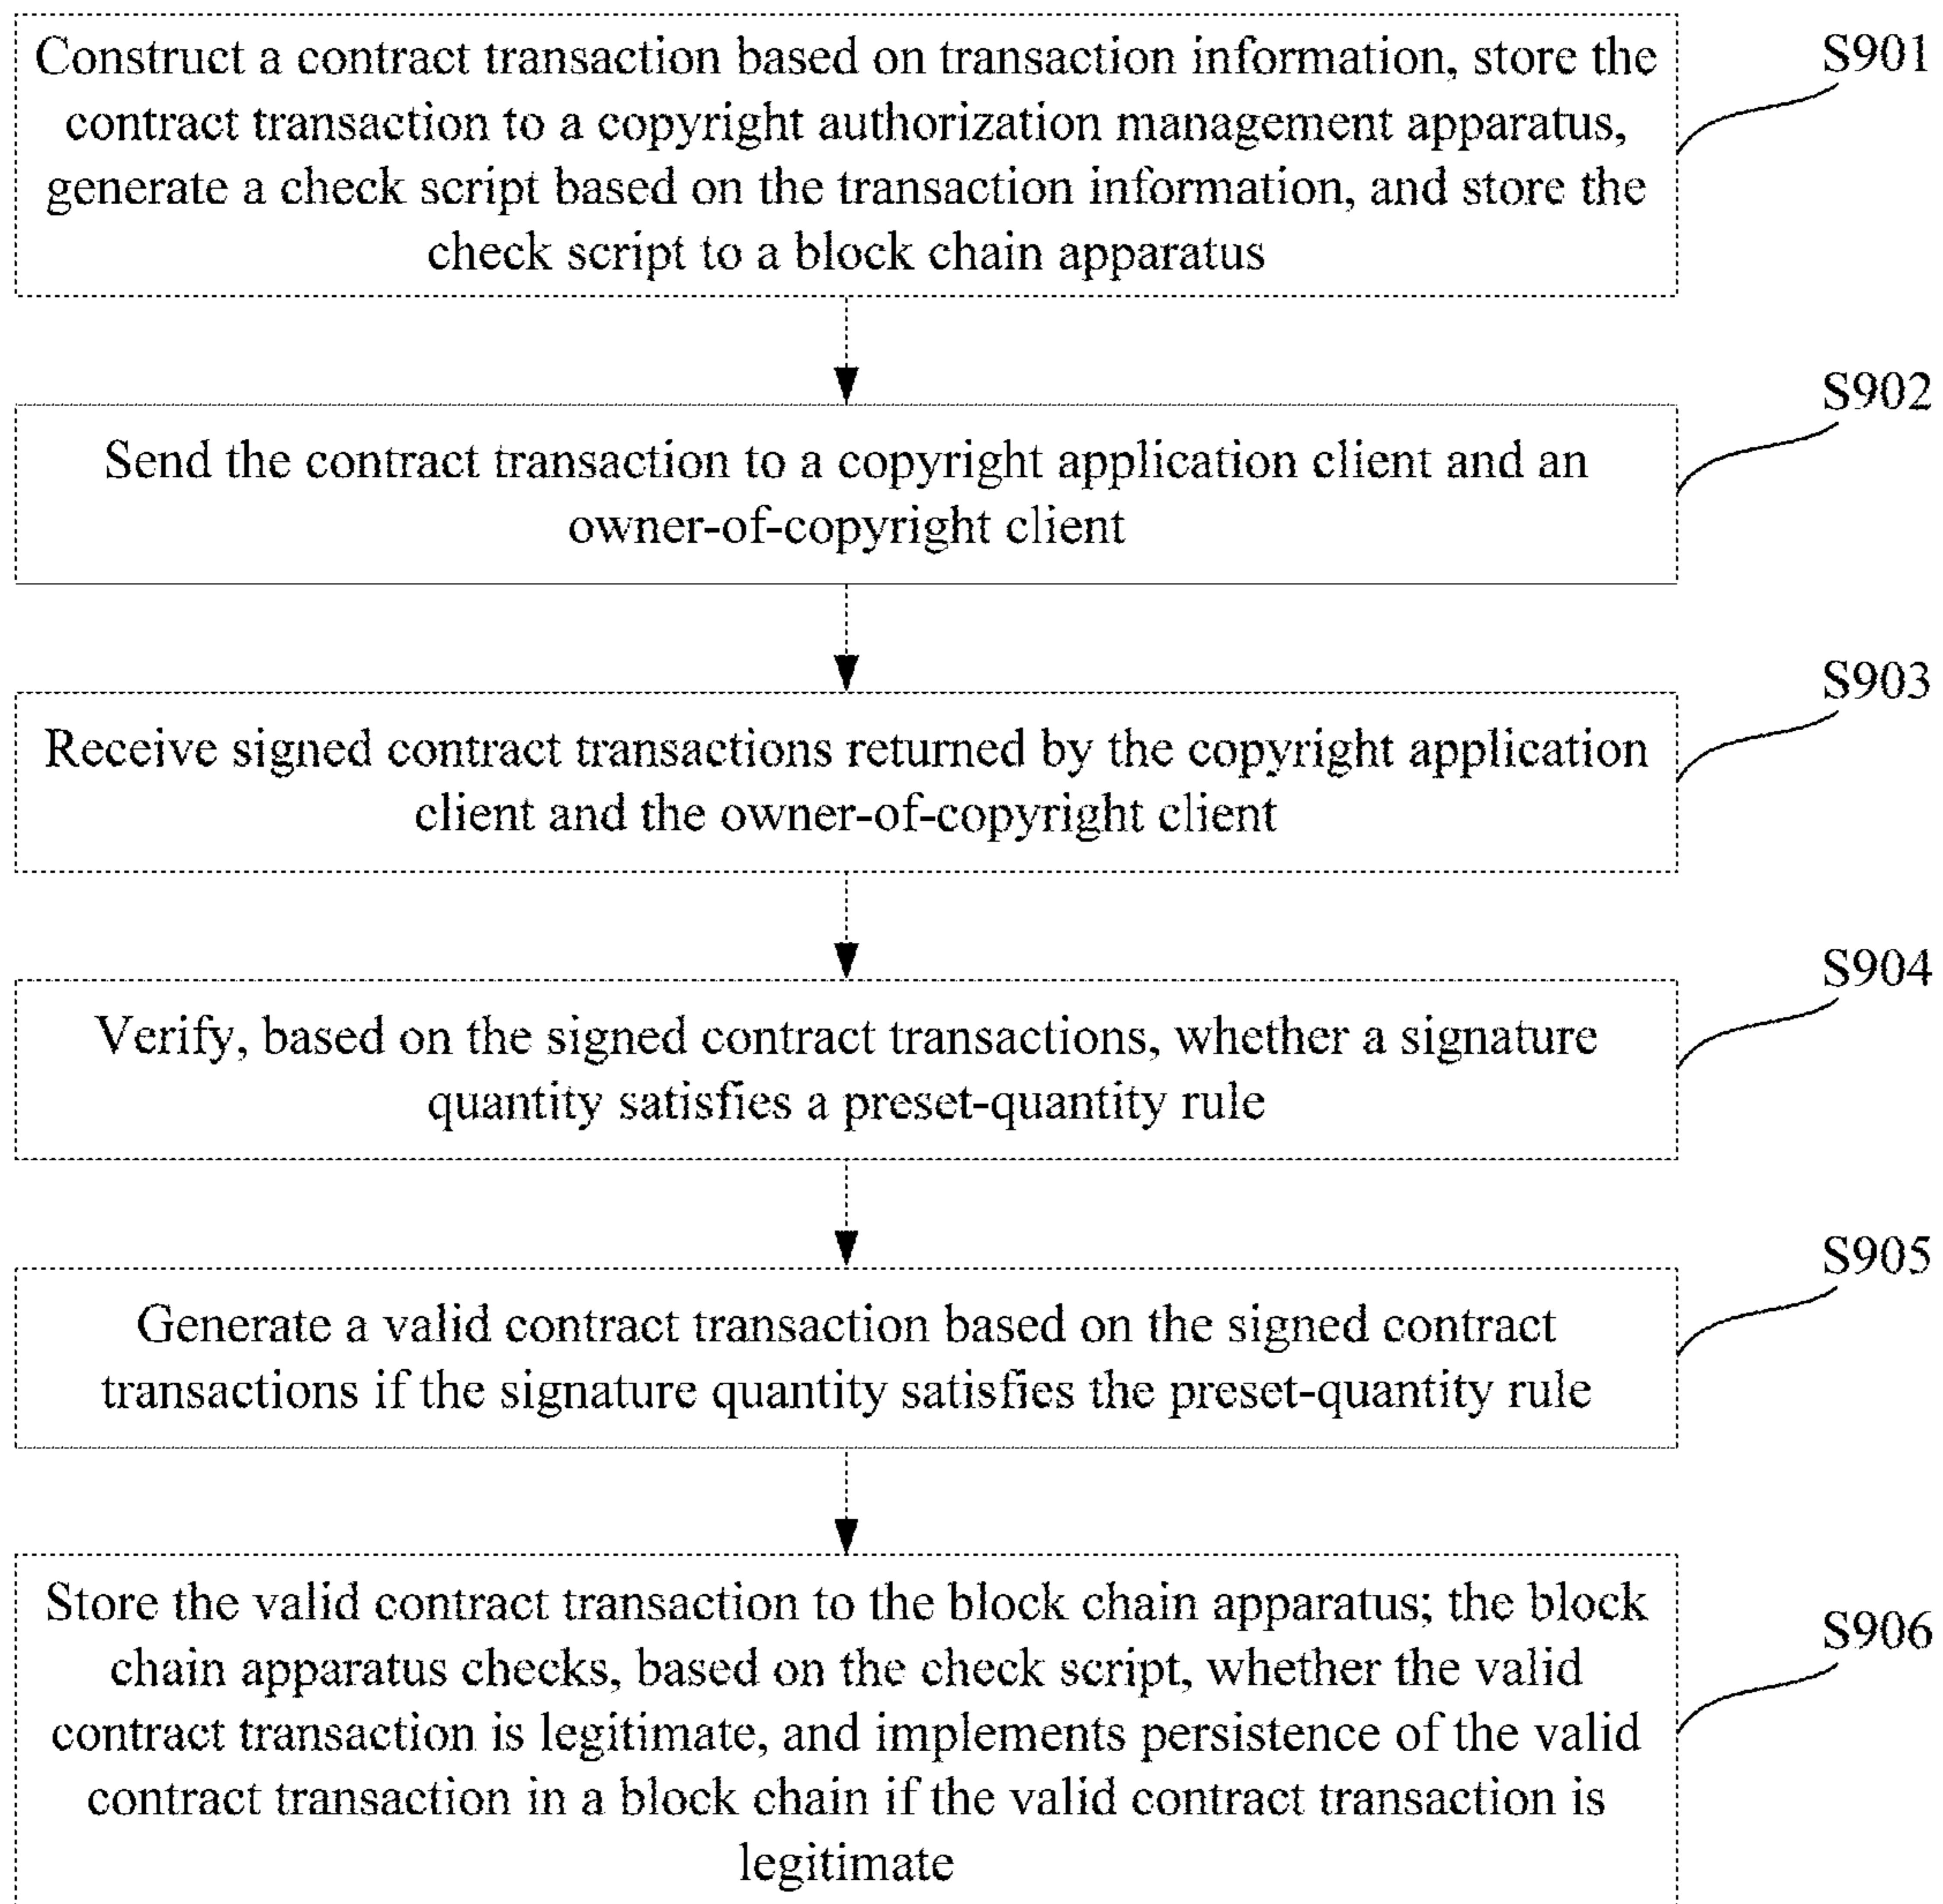 Construct a contract transaction based on transaction information, store the
contract transaction to a copyright authorization management apparatus,
generate a check script based on the transaction information, and store the
check script to a block chain apparatus
S901
Send the contract transaction to a copyright application client and an
owner-of-copyright client
S902
Receive signed contract transactions returned by the copyright application
client and the owner-of-copyright client
S903
Verify, based on the signed contract transactions, whether a signature
quantity satisfies a preset-quantity rule
S904
Generate a valid contract transaction based on the signed contract
transactions if the signature quantity satisfies the preset-quantity rule
S905
Store the valid contract transaction to the block chain apparatus; the block
chain apparatus checks, based on the check script, whether the valid
contract transaction is legitimate, and implements persistence of the valid
contract transaction in a block chain if the valid contract transaction is
legitimate
S906